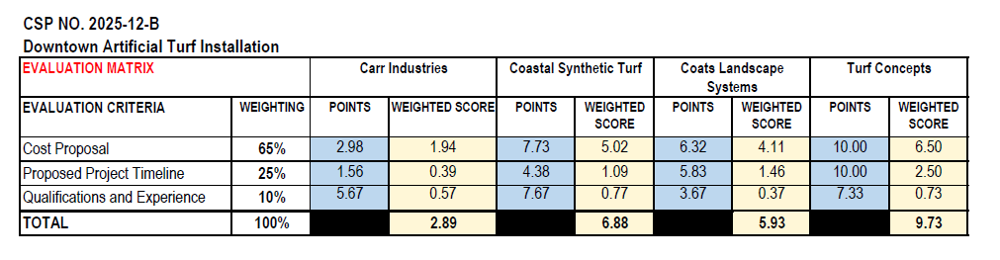 CSP NO. 2025-12-B
Downtown Artificial Turf Installation
EVALUATION MATRIX Carr Industries Coastal Synthetic Turf Coats Landscape Systems Turf Concepts
EVALUATION CRITERIA WEIGHTING POINTS WEIGHTED SCORE POINTS WEIGHTED SCORE POINTS WEIGHTED SCORE POINTS WEIGHTED SCORE
Cost Proposal 65% 2.98 1.94 7.73 5.02 6.32 4.11 10.00 6.50
Proposed Project Timeline 25% 1.56 0.39 4.38 1.09 5.83 1.46 10.00 2.50
Qualifications and Experience 10% 5.67 0.57 7.67 0.77 3.67 0.37 7.33 0.73
TOTAL 100% 2.89 6.88 5.93 9.73